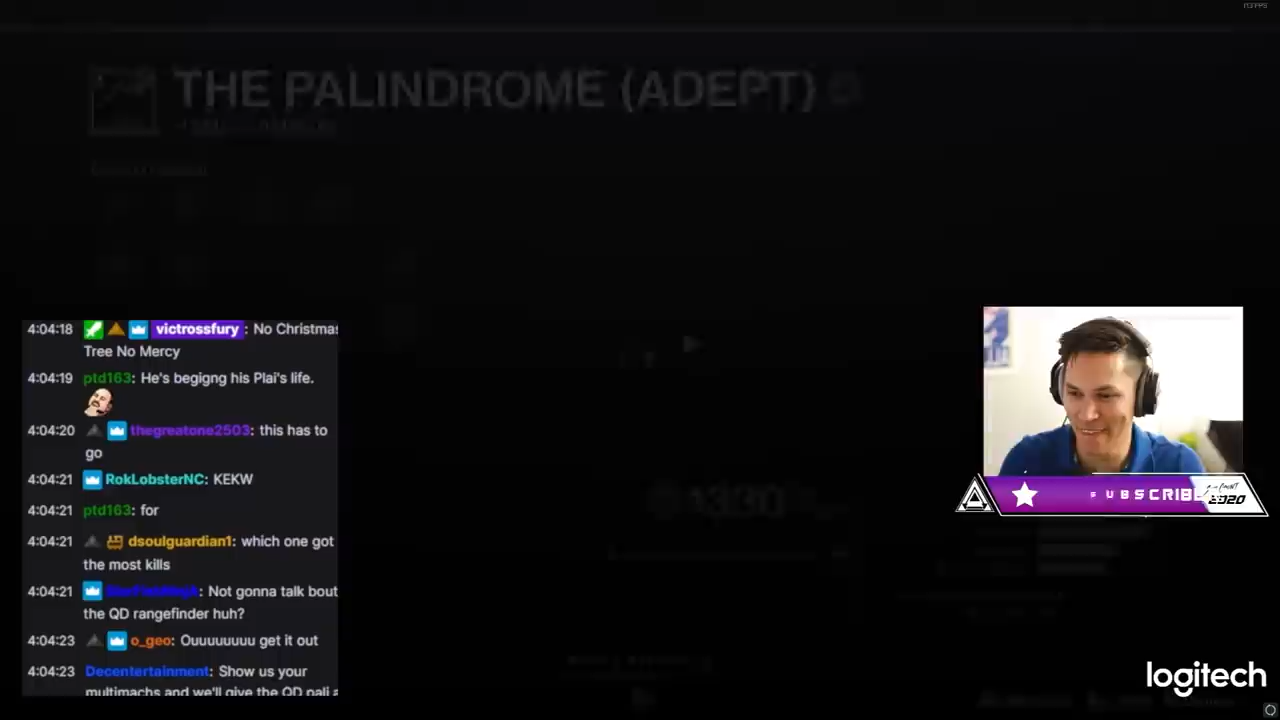 THE PALINDROME (ADEPT)
4:04:18 victrossfury: No Christmas
Tree No Mercy
4:04:19 ptd163: He's begigng his Plai's life.
4:04:20 thegreatone2503: this has to
go
4:04:21 RokLobsterNC: KEKW
4:04:21 ptd163: for
4:04:21 dsoulguardian1: which one got
the most kills
4:04:21 : Not gonna talk bout
the QD rangefinder huh?
4:04:23 o_geo: Ouuuuuuuu get it out
4:04:23 Decentertainment: Show us your
multimachs and we'll give the QD pali a
SUBSCRIBE
2020
logitech